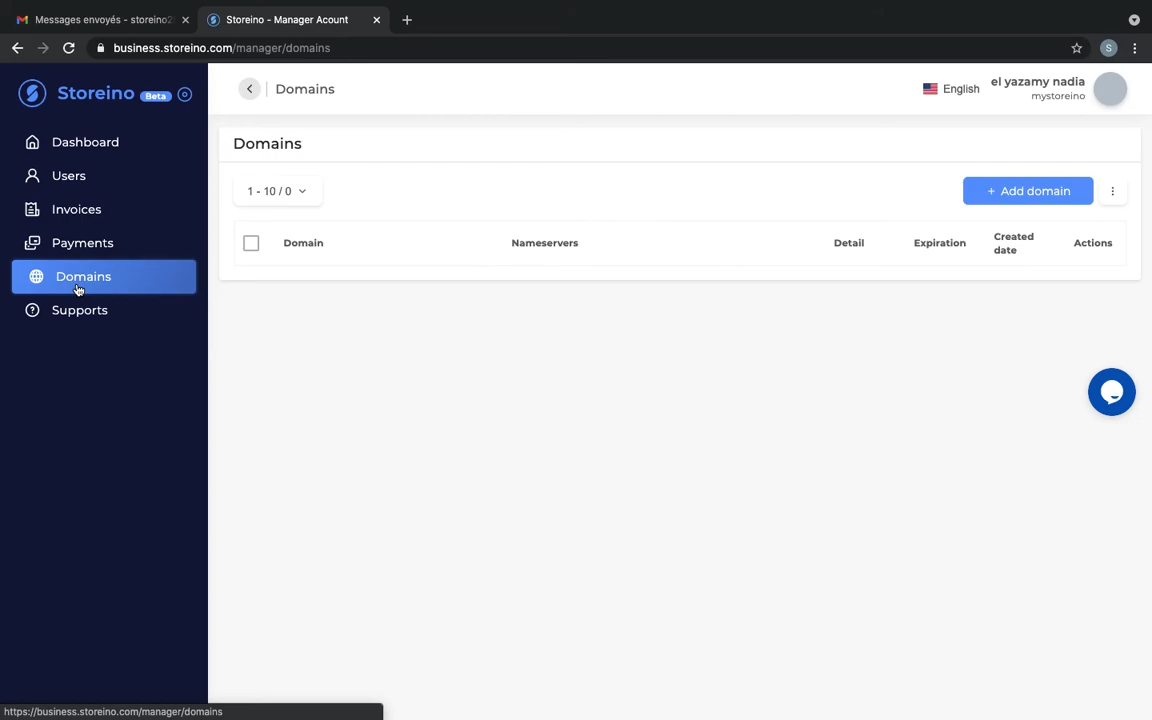 Messages envoyés - storeino2
Storeino - Manager Acount
business.storeino.com/manager/domains
S
Storeino Beta
Domains
English
el yazamy nadia
mystoreino
Dashboard
Users
Invoices
Payments
Domains
Supports
Domains
1 - 10 / 0
+ Add domain
Domain
Nameservers
Detail
Expiration
Created
date
Actions
https://business.storeino.com/manager/domains